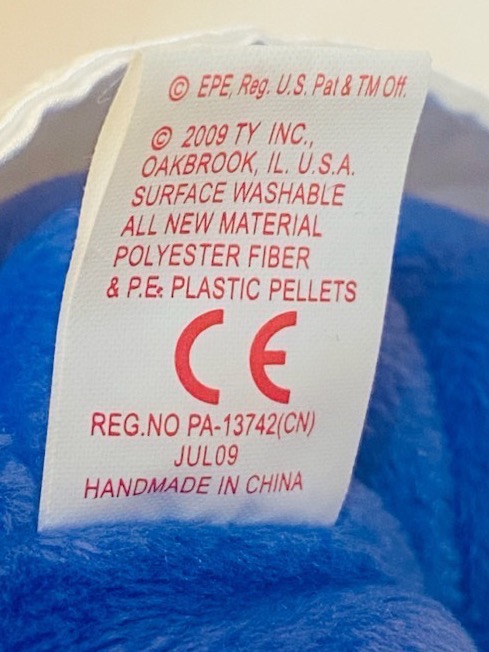 © EPE, Reg. U.S. Pat & TM Off.
© 2009 TY INC.,
OAKBROOK, IL. U.S.A.
SURFACE WASHABLE
ALL NEW MATERIAL
POLYESTER FIBER
& P.E. PLASTIC PELLETS
CE
REG.NO PA-13742(CN)
JUL09
HANDMADE IN CHINA